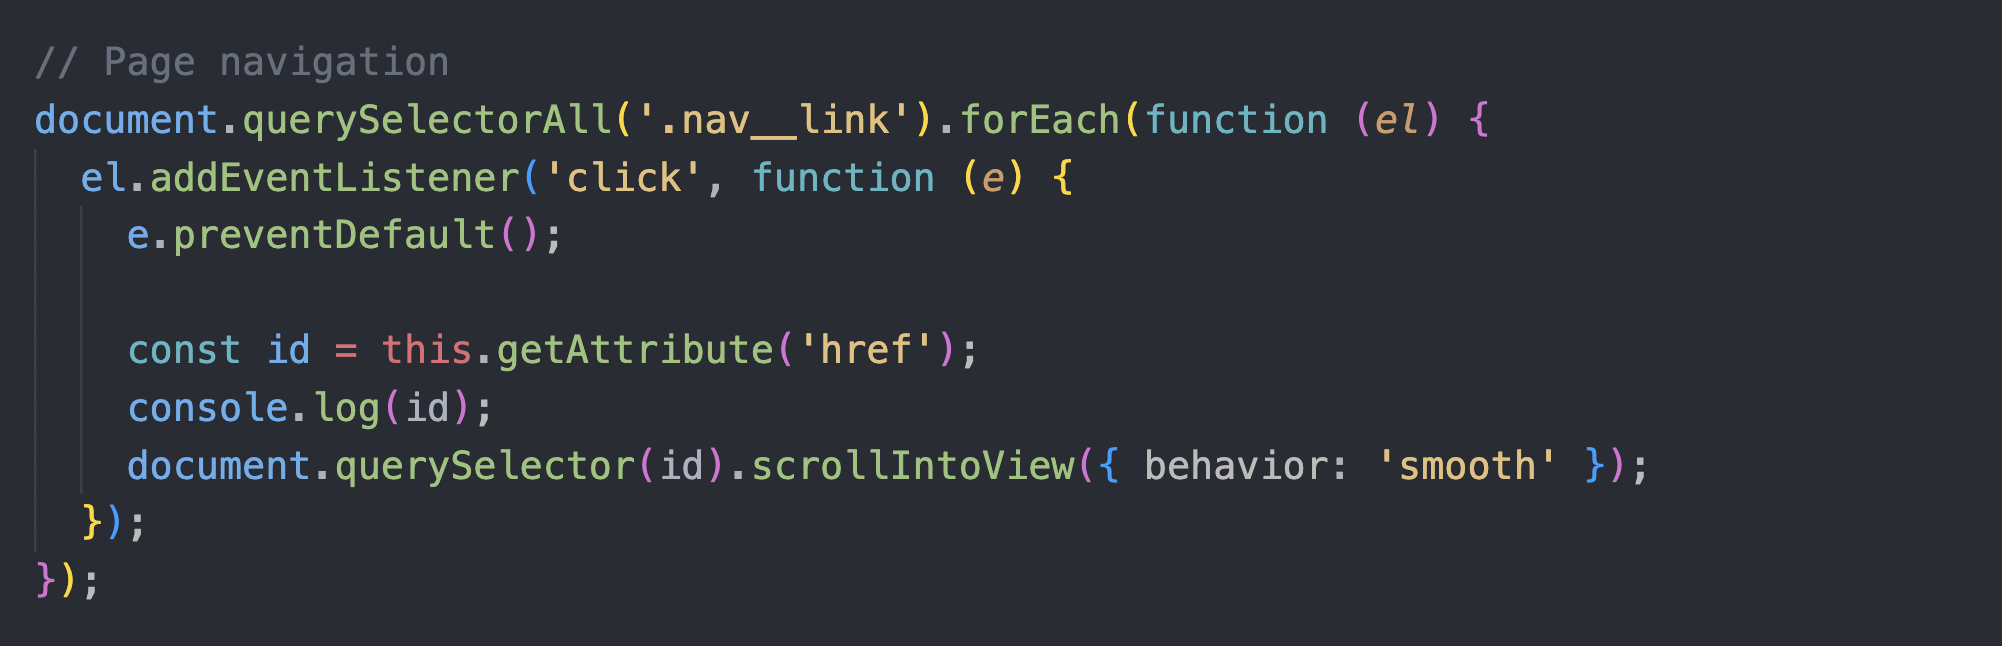 // Page navigation
document.querySelectorAll('.nav__link').forEach(function (el) {
  el.addEventListener('click', function (e) {
    e.preventDefault();

    const id = this.getAttribute('href');
    console.log(id);
    document.querySelector(id).scrollIntoView({ behavior: 'smooth' });
  });
});